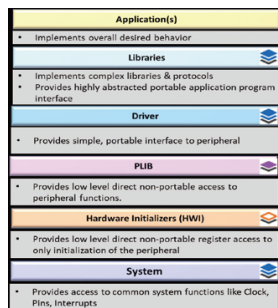 Application(s)
• Implements overall desired behavior
Libraries
• Implements complex libraries & protocols
• Provides highly abstracted portable application program
interface
Driver
• Provides simple, portable interface to peripheral
PLIB
• Provides low level direct non-portable access to
peripheral functions.
Hardware Initializers (HWI)
• Provides low level direct non-portable register access to
only initialization of the peripheral
System
• Provides access to common system functions like Clock,
Pins, Interrupts